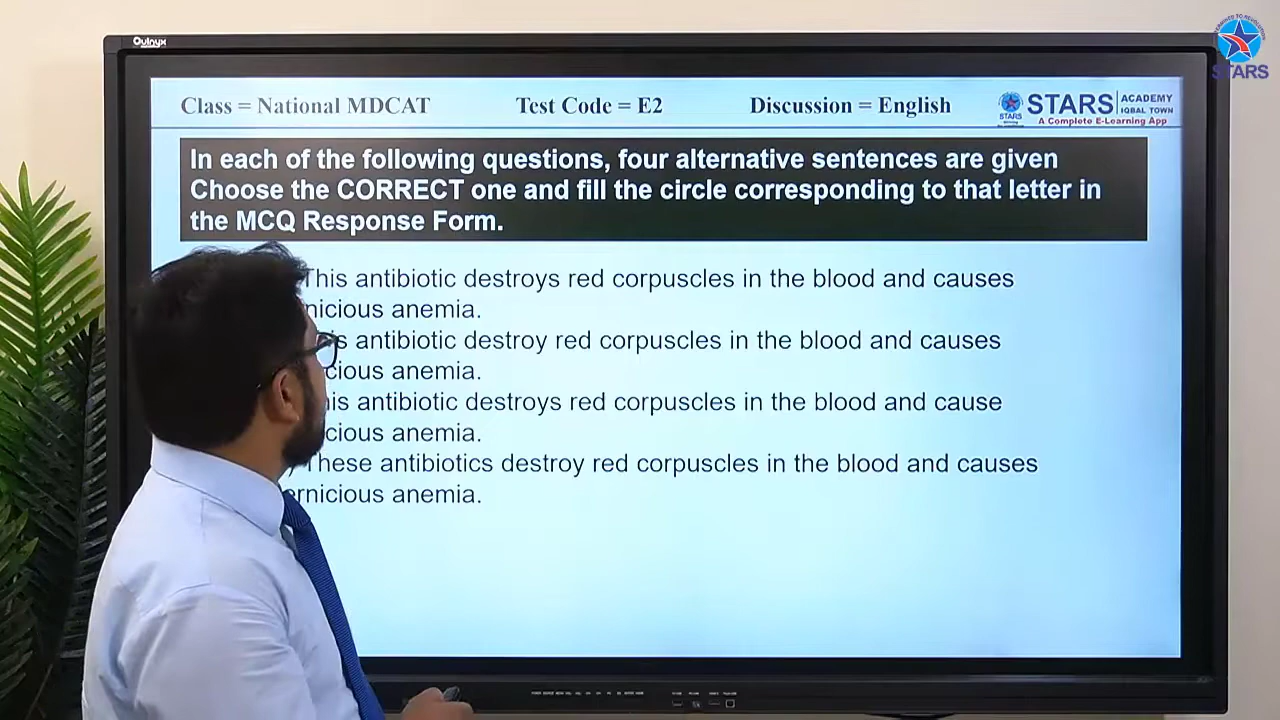 Qulnyx
STARS
Class = National MDCAT Test Code = E2 Discussion = English
STARS ACADEMY
IQBAL TOWN
A Complete E-Learning App
STARS
In each of the following questions, four alternative sentences are given
Choose the CORRECT one and fill the circle corresponding to that letter in
the MCQ Response Form.
This antibiotic destroys red corpuscles in the blood and causes
anemia.
antibiotic destroy red corpuscles in the blood and causes
anemia.
antibiotic destroys red corpuscles in the blood and cause
anemia.
These antibiotics destroy red corpuscles in the blood and causes
anemia.